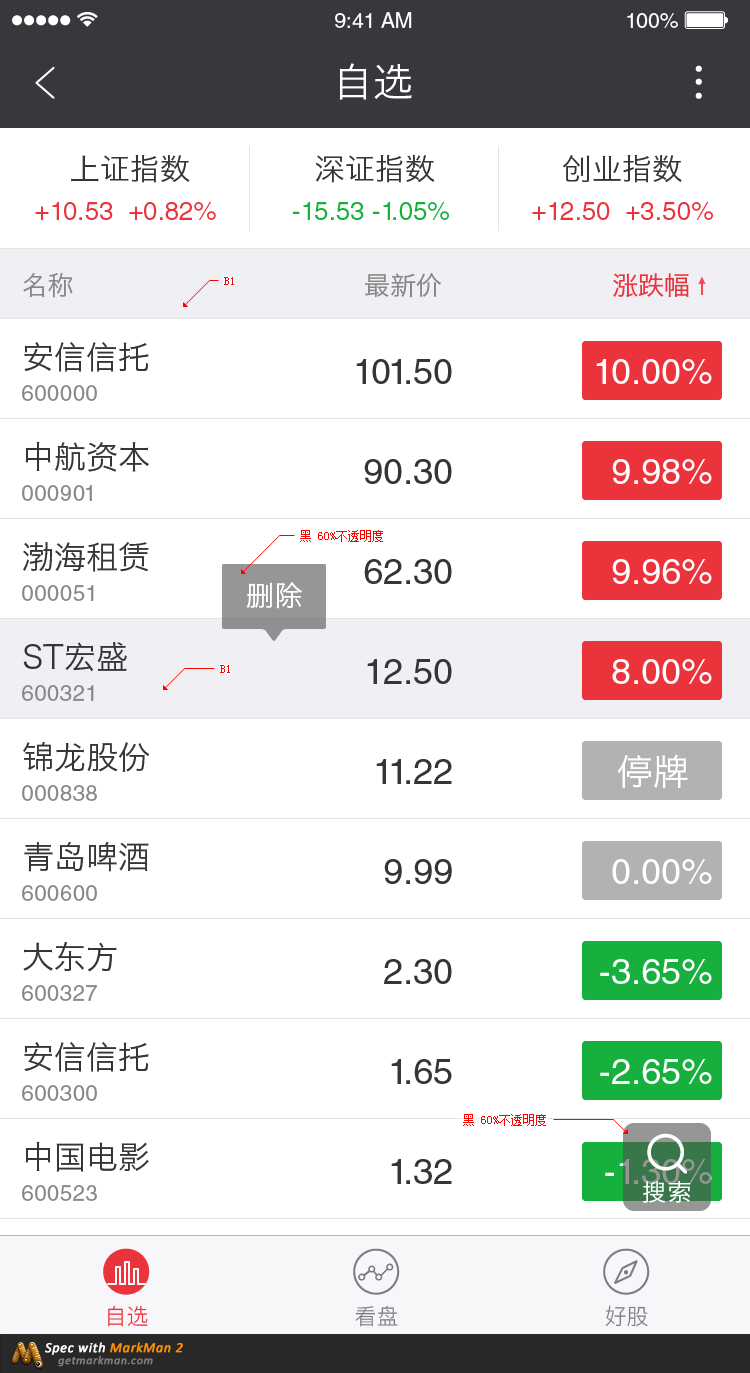 9:41 AM 100%
自选
上证指数 深证指数 创业指数
+10.53 +0.82% -15.53 -1.05% +12.50 +3.50%
名称 B1 最新价 涨跌幅
安信信托 101.50 10.00%
600000
中航资本 90.30 9.98%
000901
黑 60%不透明度
渤海租赁 62.30 9.96%
000051
删除
ST宏盛 B1 12.50 8.00%
600321
锦龙股份 11.22 停牌
000838
青岛啤酒 9.99 0.00%
600600
大东方 2.30 -3.65%
600327
安信信托 1.65 -2.65%
600300
黑 60%不透明度
中国电影 1.32 -1.30%
600523
搜索
自选 看盘 好股
Spec with MarkMan 2
getmarkman.com